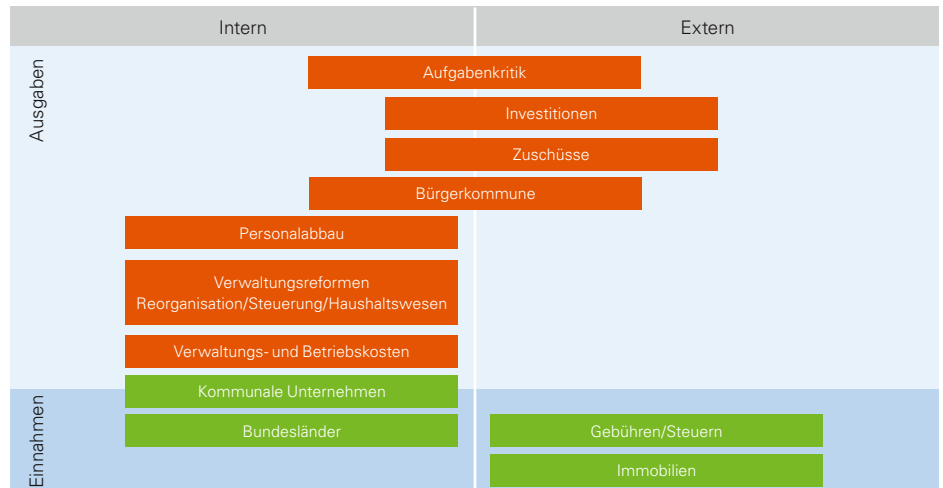 Intern
Extern
Ausgaben
Aufgabenkritik
Investitionen
Zuschüsse
Bürgerkommune
Personalabbau
Verwaltungsreformen
Reorganisation/Steuerung/Haushaltswesen
Verwaltungs- und Betriebskosten
Kommunale Unternehmen
Einnahmen
Bundesländer
Gebühren/Steuern
Immobilien